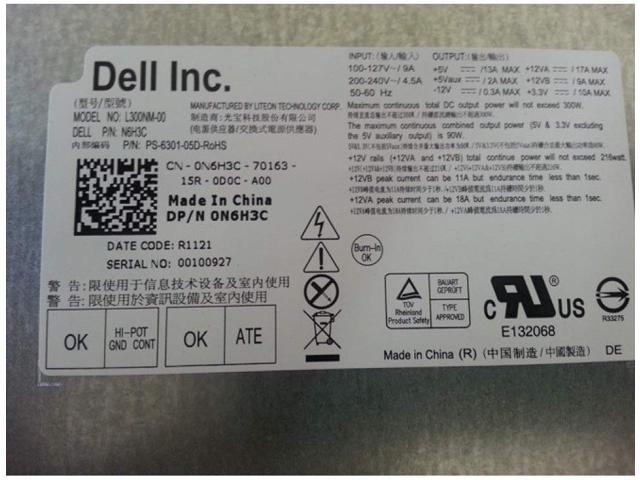 Dell Inc.
(型号/型號)
MODEL NO: L300NM-00
DELL P/N: N6H3C
内部编码 P/N: PS-6301-05D-RoHS
MANUFACTURED BY LITEON TECHNOLOGY CORP.
制造商:光宝科技股份有限公司
(电源供应器/交換式電源供應器)
INPUT: (输入/輸入)
100-127V~/ 9A
200-240V~/ 4.5A
50-60 Hz
OUTPUT: (输出/輸出)
+5V /13A MAX +12VA / 17A MAX
+5Vaux / 2A MAX +12VB / 9A MAX
-12V /0.3A MAX +3.3V / 10A MAX
Maximum continuous total DC output power will not exceed 300W.
The maximum continuous combined output power (5V & 3.3V excluding
the 5V auxiliary output) is 90W.
+12V rails (+12VA and +12VB) total continue power will not exceed 216watt.
+12VB peak current can be 11A but endurance time less than 1sec.
+12VA peak current can be 18A but endurance time less than 1sec.
CN - 0N6H3C - 70163 -
15R - 0D0C - A00
Made In China
DP/N 0N6H3C
DATE CODE: R1121
SERIAL NO: 00100927
警 告: 限使用于信息技术设备及室内使用
警 告: 限使用於資訊設備及室內使用
OK HI-POT GND CONT OK ATE
Burn-In
OK
TÜV
Rheinland
Product Safety
BAUART
GEPRÜFT
TYPE
APPROVED
c RU US
E132068
R33275
Made in China (R) (中国制造/中國製造) DE